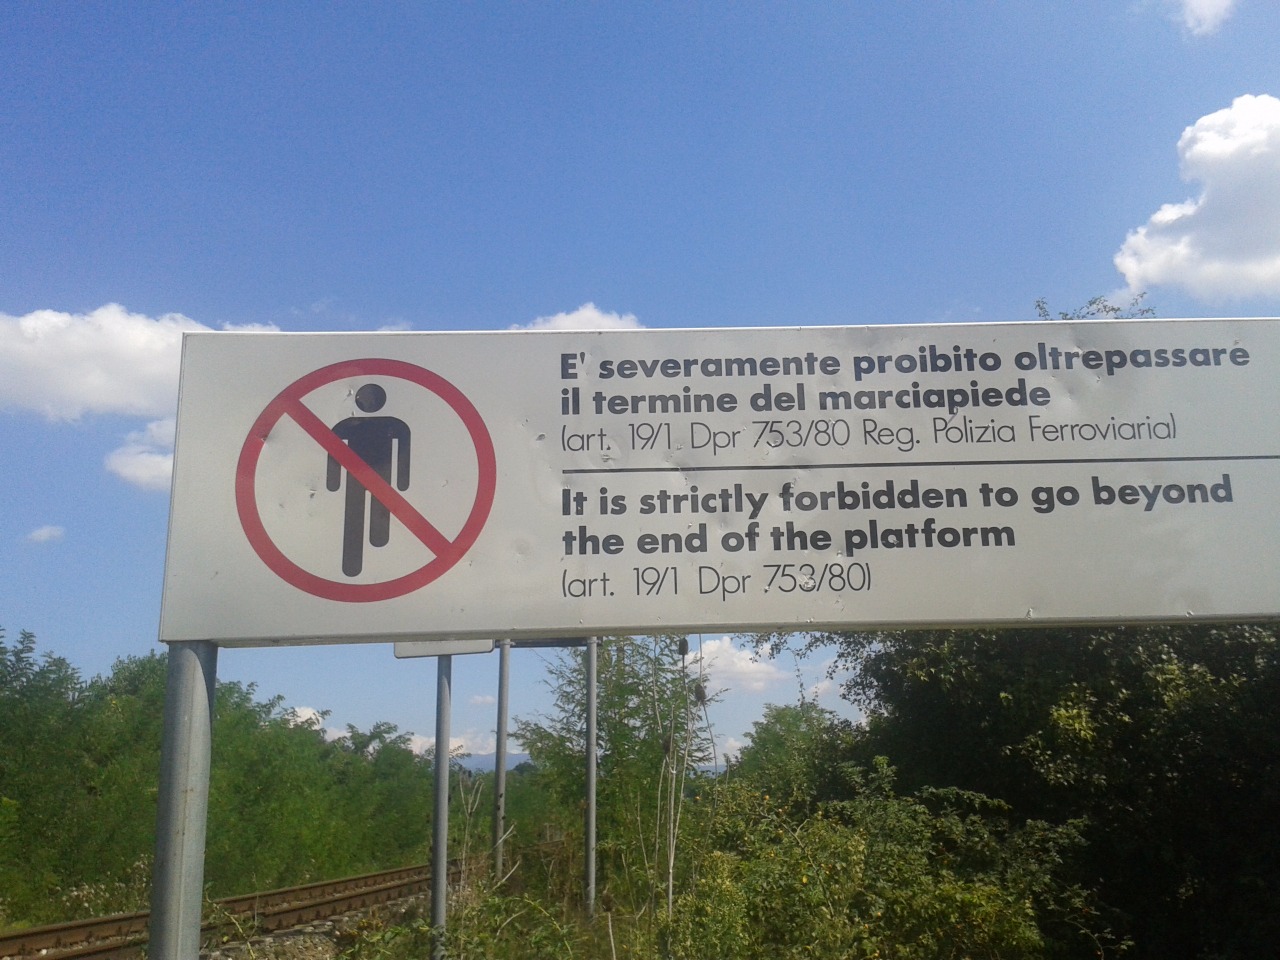 E' severamente proibito oltrepassare
il termine del marciapiede
(art. 19/1 Dpr 753/80 Reg. Polizia Ferroviaria)
It is strictly forbidden to go beyond
the end of the platform
(art. 19/1 Dpr 753/80)